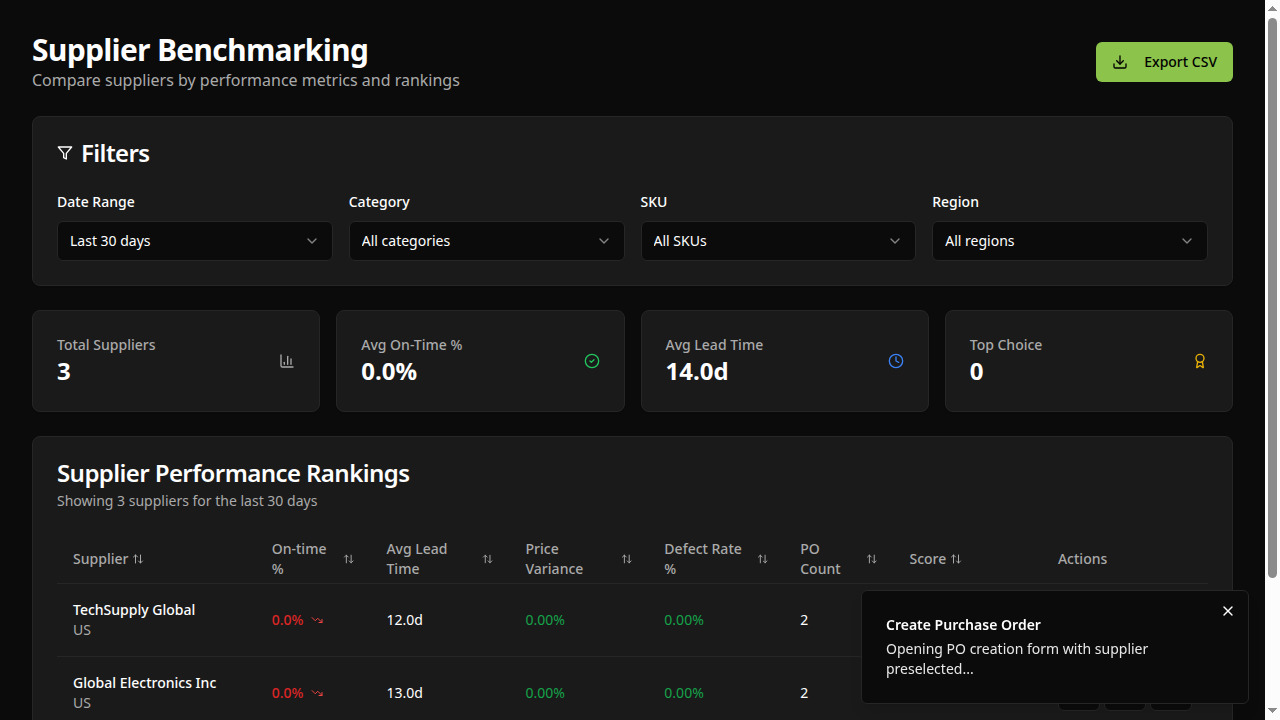 Supplier Benchmarking
Compare suppliers by performance metrics and rankings
Export CSV
Filters
Date Range
Category
SKU
Region
Last 30 days
All categories
All SKUs
All regions
Total Suppliers
3
Avg On-Time %
0.0%
Avg Lead Time
14.0d
Top Choice
0
Supplier Performance Rankings
Showing 3 suppliers for the last 30 days
Supplier
On-time
%
Avg Lead
Time
Price
Variance
Defect Rate
%
PO
Count
Score
Actions
TechSupply Global
US
0.0%
12.0d
0.00%
0.00%
2
Global Electronics Inc
US
0.0%
13.0d
0.00%
0.00%
2
Create Purchase Order
Opening PO creation form with supplier
preselected...